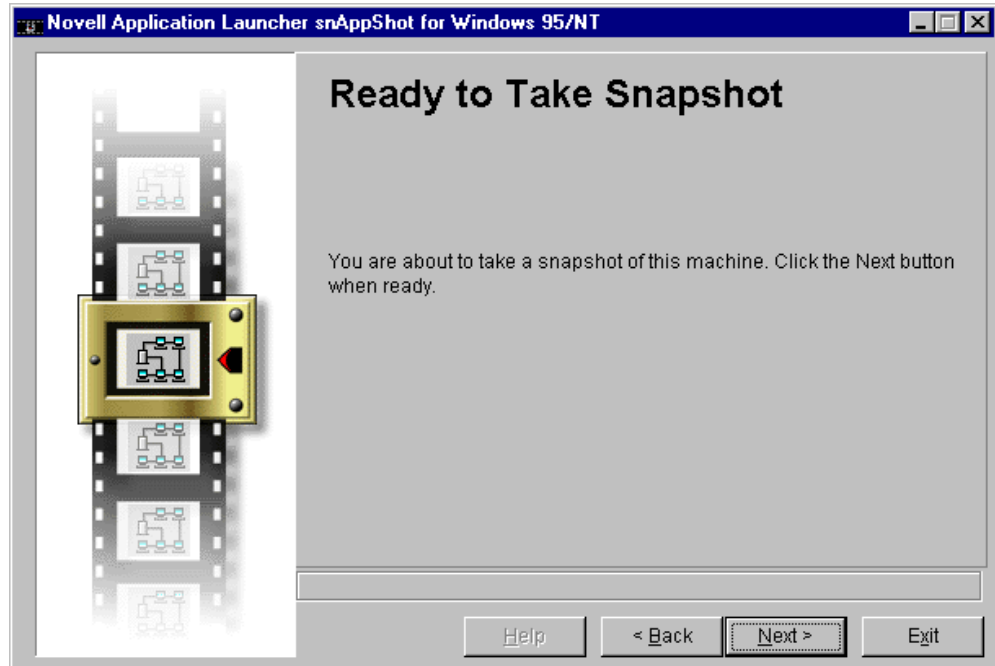 Novell Application Launcher snAppShot for Windows 95/NT
Ready to Take Snapshot
You are about to take a snapshot of this machine. Click the Next button
when ready.
Help
< Back
Next >
Exit